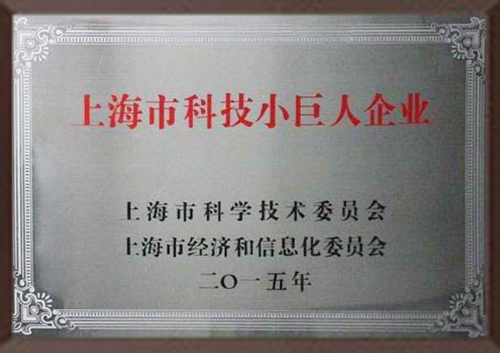 上海市科技小巨人企业
上海市科学技术委员会
上海市经济和信息化委员会
二〇一五年